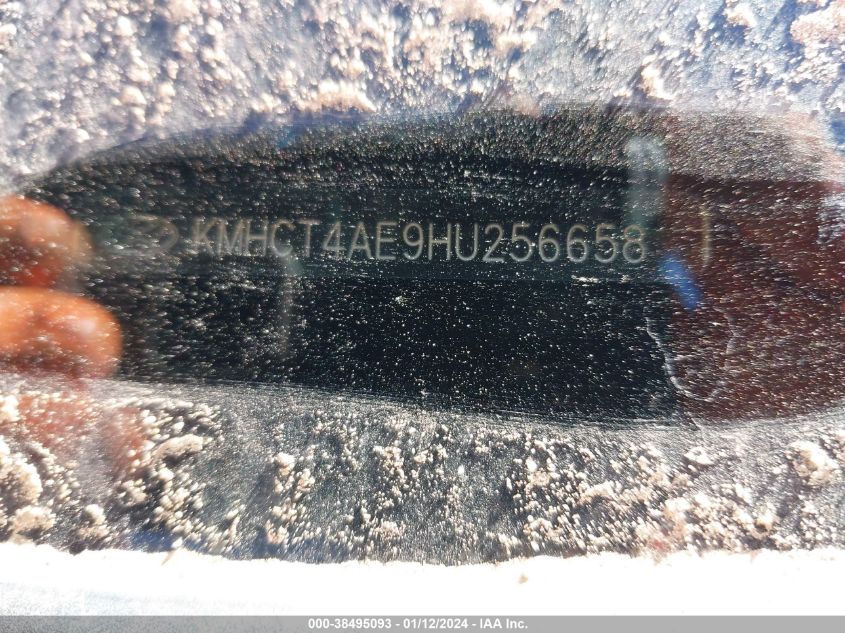 KMHCT4AE9HU256658
000-38495093 - 01/12/2024 - IAA Inc.